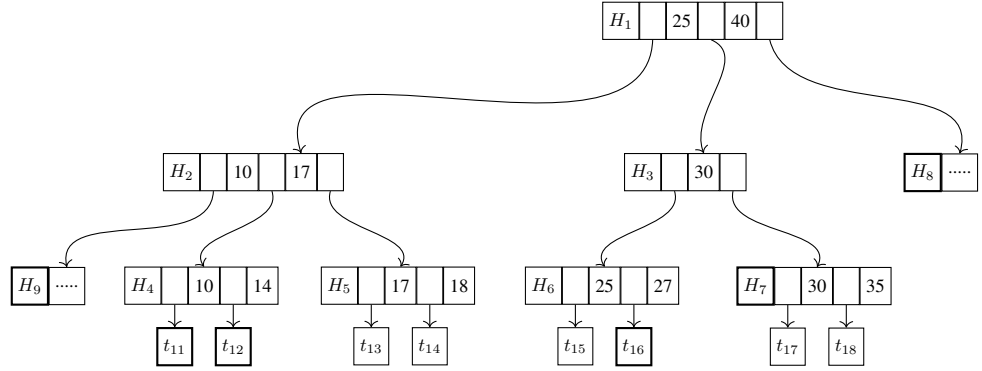 H1 25 40
H2 10 17
H3 30
H8 .....
H9 .....
H4 10 14
H5 17 18
H6 25 27
H7 30 35
t11 t12 t13 t14 t15 t16 t17 t18